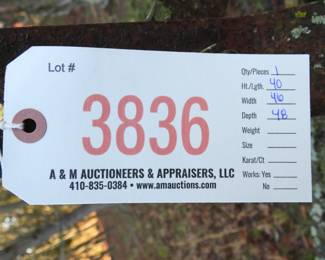 Lot #
3836
Qty/Pieces 1
Ht./Lgth. 40
Width 46
Depth 48
Weight
Size
Karat/Ct
Works: Yes
No
A & M AUCTIONEERS & APPRAISERS, LLC
410-835-0384 • www.amauctions.com